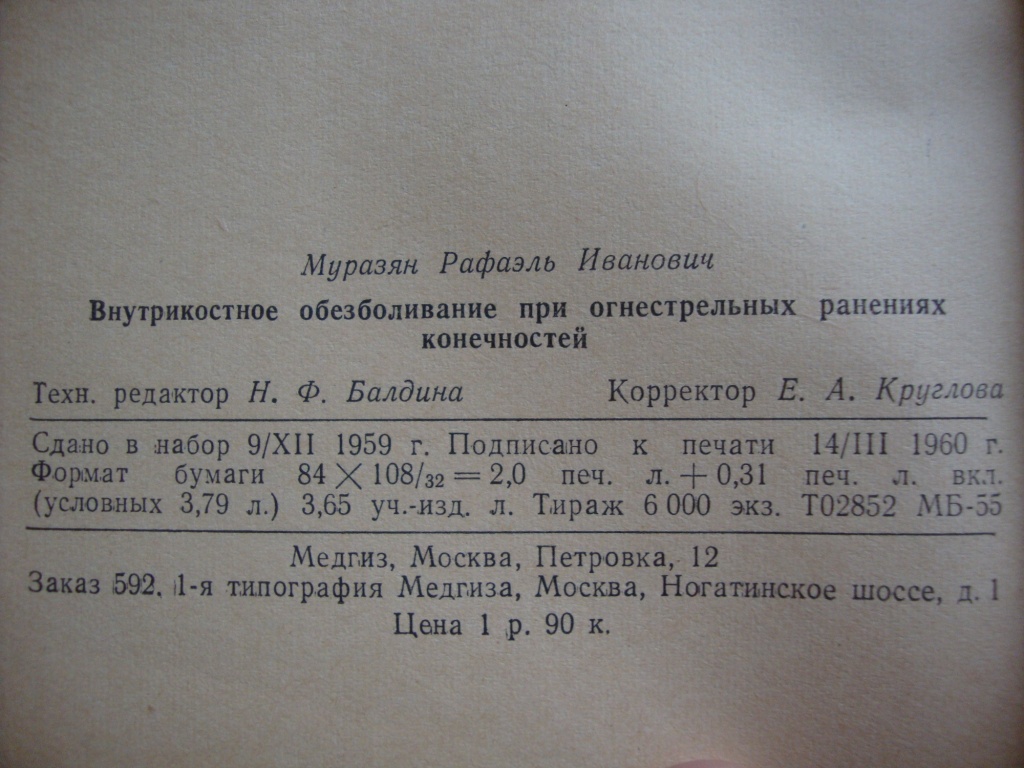 Муразян Рафаэль Иванович
Внутрикостное обезболивание при огнестрельных ранениях
конечностей
Техн. редактор Н. Ф. Балдина Корректор Е. А. Круглова
Сдано в набор 9/XII 1959 г. Подписано к печати 14/III 1960 г.
Формат бумаги 84 × 108/32 = 2,0 печ. л. + 0,31 печ. л. вкл.
(условных 3,79 л.) 3,65 уч.-изд. л. Тираж 6 000 экз. Т02852 МБ-55
Медгиз, Москва, Петровка, 12
Заказ 592. 1-я типография Медгиза, Москва, Ногатинское шоссе, д. 1
Цена 1 р. 90 к.